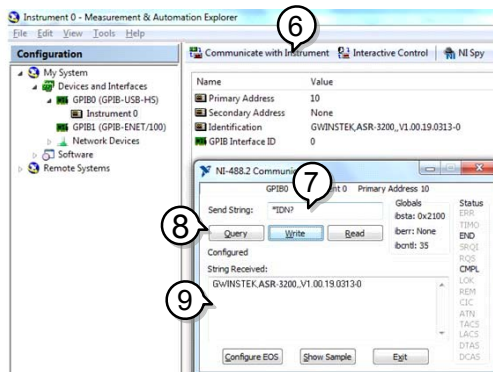 Instrument 0 - Measurement & Automation Explorer
File Edit View Tools Help
6
Configuration
Communicate with Instrument Interactive Control NI Spy
My System
Devices and Interfaces
GPIB0 (GPIB-USB-HS)
Instrument 0
GPIB1 (GPIB-ENET/100)
Network Devices
Software
Remote Systems
Name Value
Primary Address 10
Secondary Address None
Identification GWINSTEK,ASR-3200,,V1.00.19.0313-0
GPIB Interface ID 0
NI-488.2
7
GPIB0 0 Primary Address 10
Send String: *IDN?
8
Query Write Read
Configured
String Received:
GWINSTEK,ASR-3200,,V1.00.19.0313-0
9
Configure EOS Show Sample Exit
Globals
ibsta: 0x2100
iberr: None
ibcntl: 35
Status
ERR
TIMO
END
SRQI
RQS
CMPL
LOK
REM
CIC
ATN
TACS
LACS
DTAS
DCAS